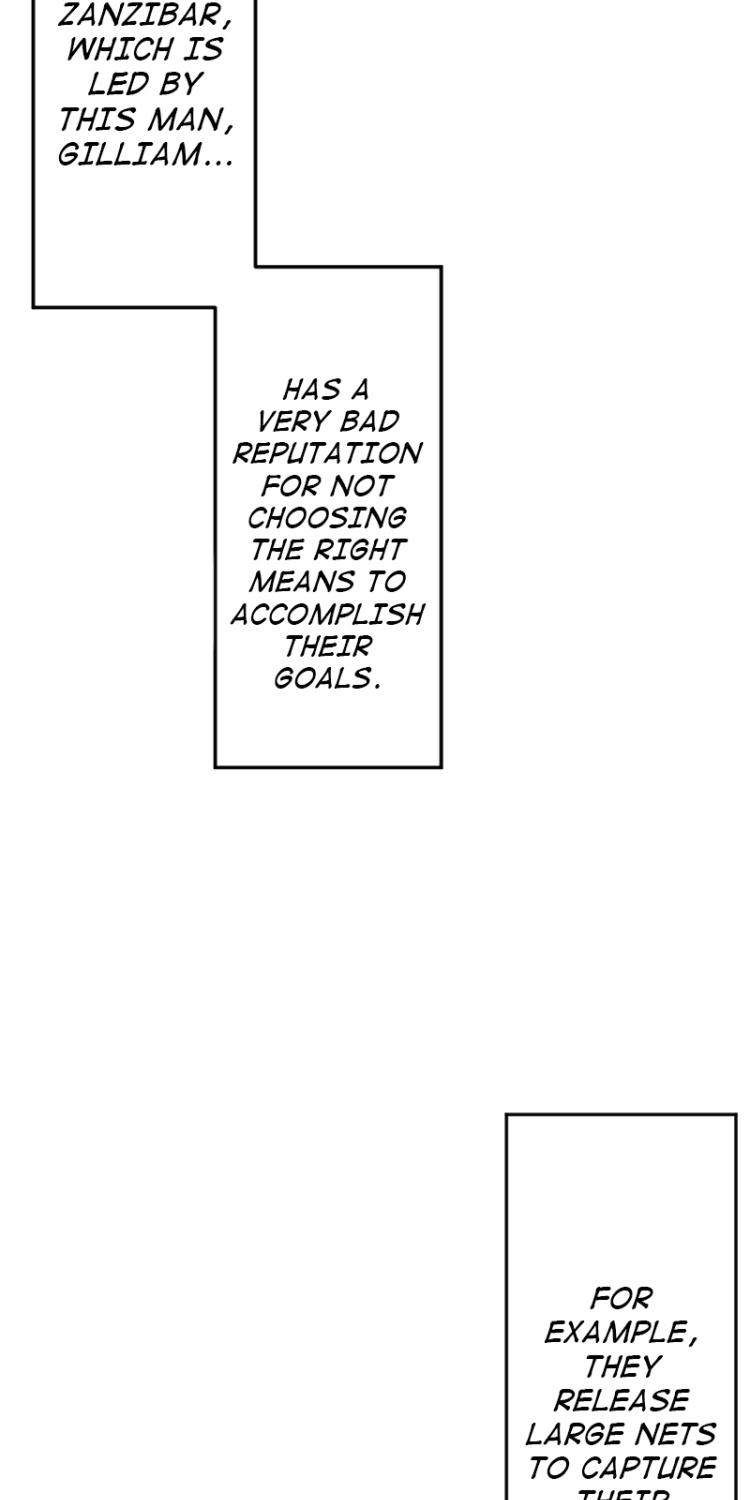 ZANZIBAR,
WHICH IS
LED BY
THIS MAN,
GILLIAM...
HAS A
VERY BAD
REPUTATION
FOR NOT
CHOOSING
THE RIGHT
MEANS TO
ACCOMPLISH
THEIR
GOALS.
FOR
EXAMPLE,
THEY
RELEASE
LARGE NETS
TO CAPTURE
THEIR